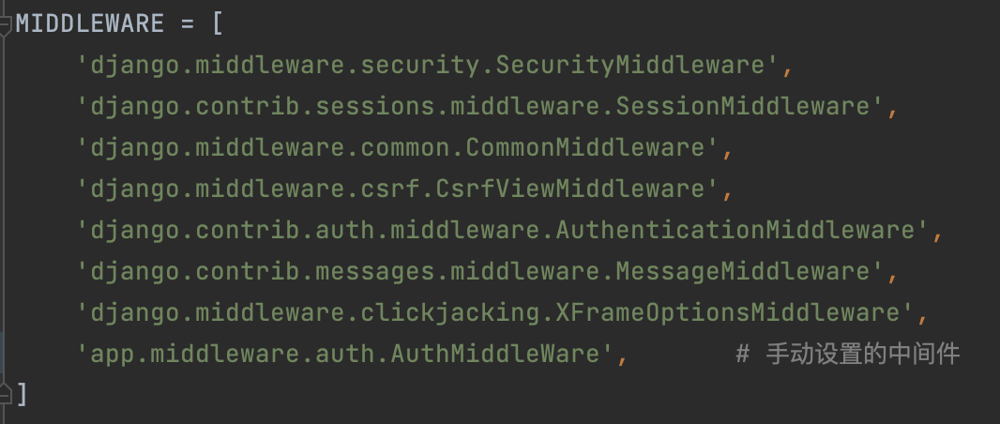 MIDDLEWARE = [
    'django.middleware.security.SecurityMiddleware',
    'django.contrib.sessions.middleware.SessionMiddleware',
    'django.middleware.common.CommonMiddleware',
    'django.middleware.csrf.CsrfViewMiddleware',
    'django.contrib.auth.middleware.AuthenticationMiddleware',
    'django.contrib.messages.middleware.MessageMiddleware',
    'django.middleware.clickjacking.XFrameOptionsMiddleware',
    'app.middleware.auth.AuthMiddleWare',       # 手动设置的中间件
]